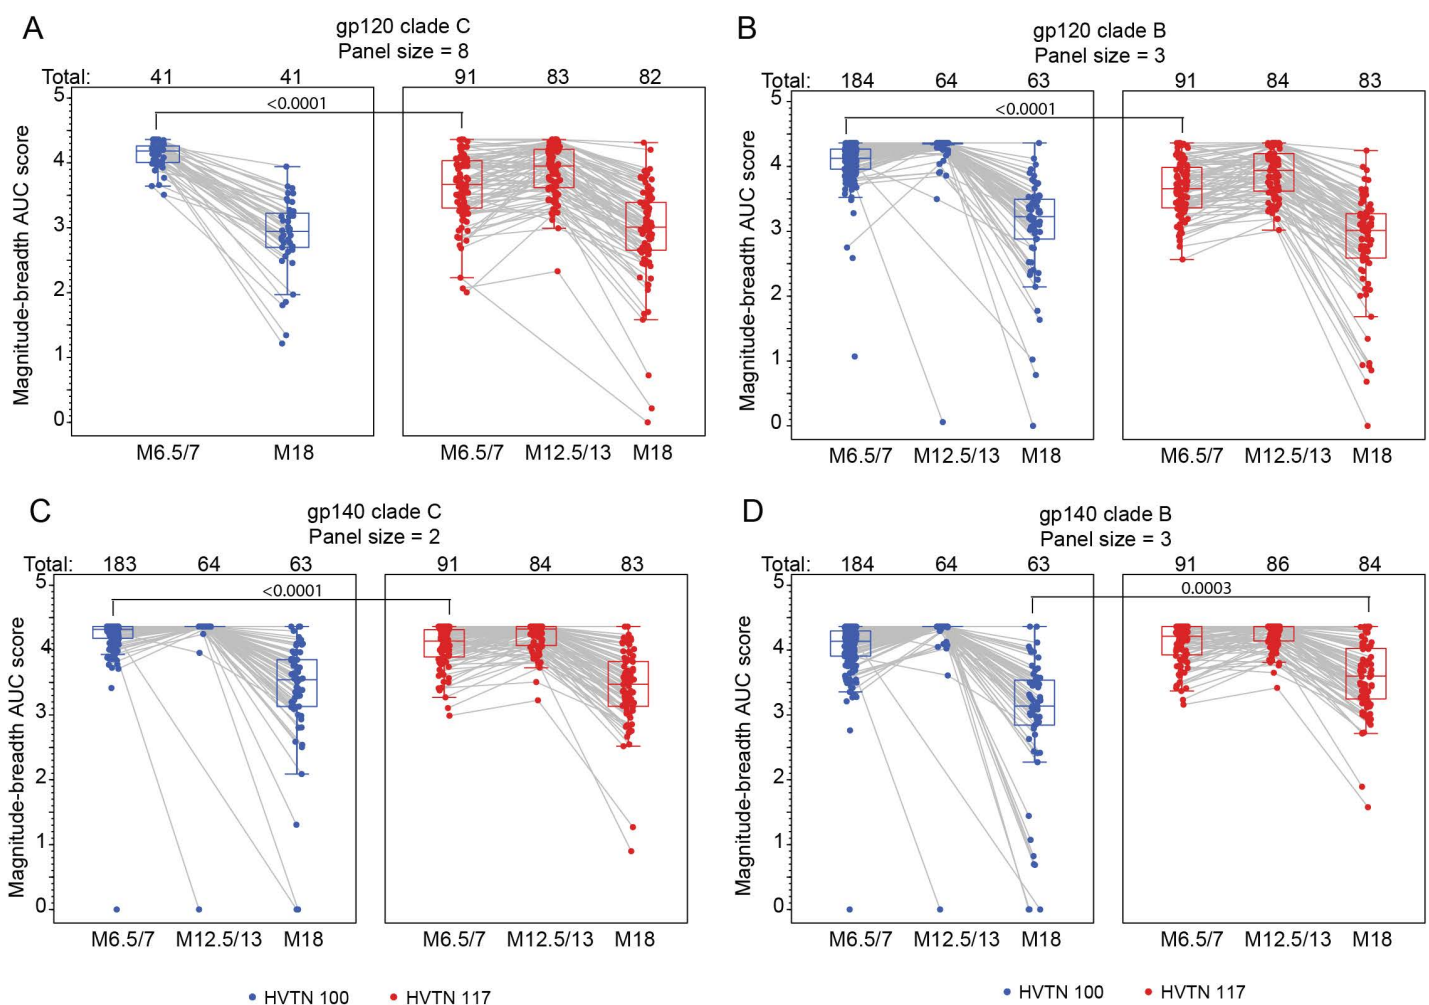 A
gp120 clade C
Panel size = 8
Total: 41 41 91 83 82
<0.0001
Magnitude-breadth AUC score
5
4
3
2
1
0
M6.5/7 M18 M6.5/7 M12.5/13 M18
B
gp120 clade B
Panel size = 3
Total: 184 64 63 91 84 83
<0.0001
Magnitude-breadth AUC score
5
4
3
2
1
0
M6.5/7 M12.5/13 M18 M6.5/7 M12.5/13 M18
C
gp140 clade C
Panel size = 2
Total: 183 64 63 91 84 83
<0.0001
Magnitude-breadth AUC score
5
4
3
2
1
0
M6.5/7 M12.5/13 M18 M6.5/7 M12.5/13 M18
HVTN 100 HVTN 117
D
gp140 clade B
Panel size = 3
Total: 184 64 63 91 86 84
0.0003
Magnitude-breadth AUC score
5
4
3
2
1
0
M6.5/7 M12.5/13 M18 M6.5/7 M12.5/13 M18
HVTN 100 HVTN 117